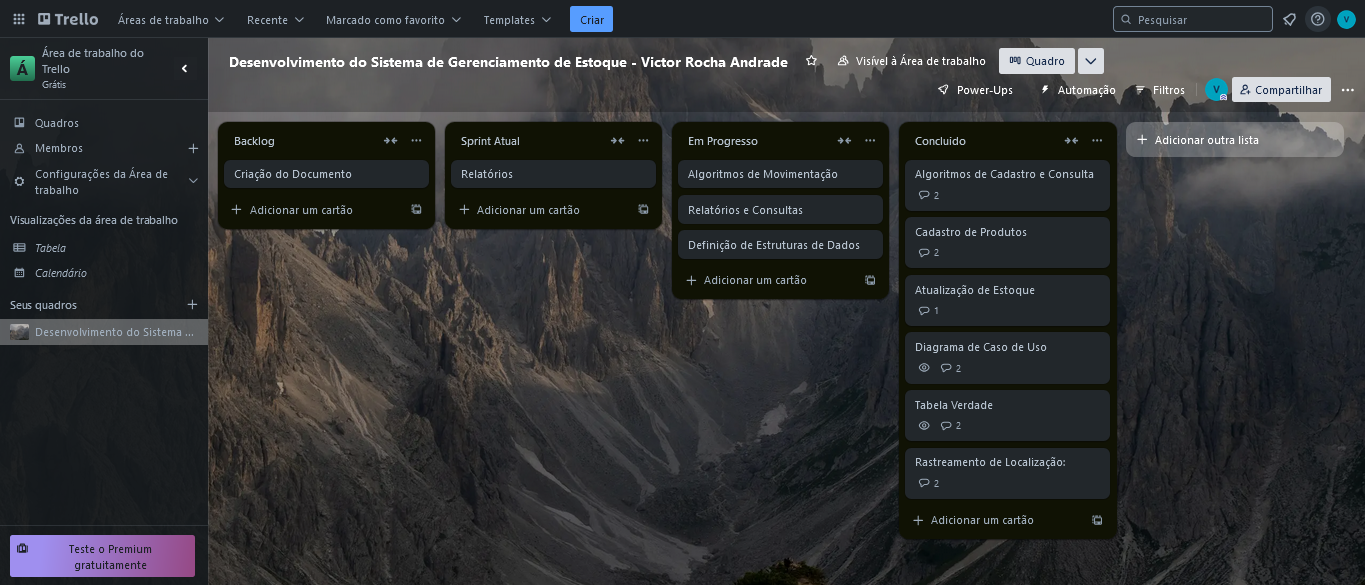 Trello
Áreas de trabalho
Recente
Marcado como favorito
Templates
Criar
Pesquisar
V
Á
Área de trabalho do
Trello
Grátis
Quadros
Membros
Configurações da Área de
trabalho
Visualizações da área de trabalho
Tabela
Calendário
Seus quadros
Desenvolvimento do Sistema ...
Teste o Premium
gratuitamente
Desenvolvimento do Sistema de Gerenciamento de Estoque - Victor Rocha Andrade
Visível à Área de trabalho
Quadro
Power-Ups
Automação
Filtros
V
Compartilhar
Backlog
Criação do Documento
Adicionar um cartão
Sprint Atual
Relatórios
Adicionar um cartão
Em Progresso
Algoritmos de Movimentação
Relatórios e Consultas
Definição de Estruturas de Dados
Adicionar um cartão
Concluído
Algoritmos de Cadastro e Consulta
2
Cadastro de Produtos
2
Atualização de Estoque
1
Diagrama de Caso de Uso
2
Tabela Verdade
2
Rastreamento de Localização:
2
Adicionar um cartão
Adicionar outra lista